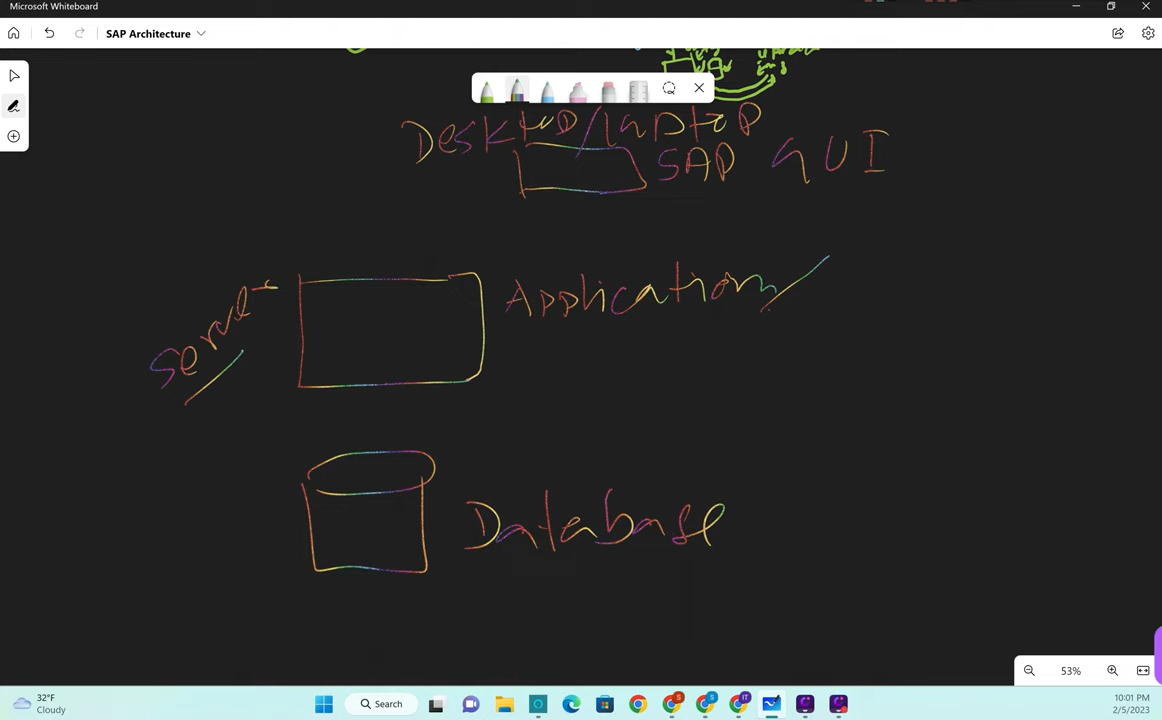 Microsoft Whiteboard
SAP Architecture
Desktop/laptop
SAP GUI
Application
Server
Database
53%
32°F
Cloudy
Search
10:01 PM
2/5/2023